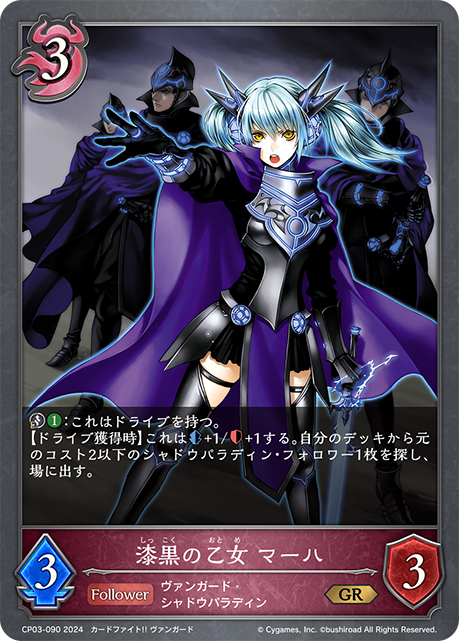 3
1：これはドライブを持つ。
【ドライブ獲得時】これは+1/+1する。自分のデッキから元
のコスト2以下のシャドウパラディン・フォロワー1枚を探し、
場に出す。
しっこく おとめ
漆黒の乙女 マーハ
3
Follower
ヴァンガード・
シャドウパラディン
GR
3
CP03-090 2024 カードファイト!! ヴァンガード
© Cygames, Inc. ©bushiroad All Rights Reserved.